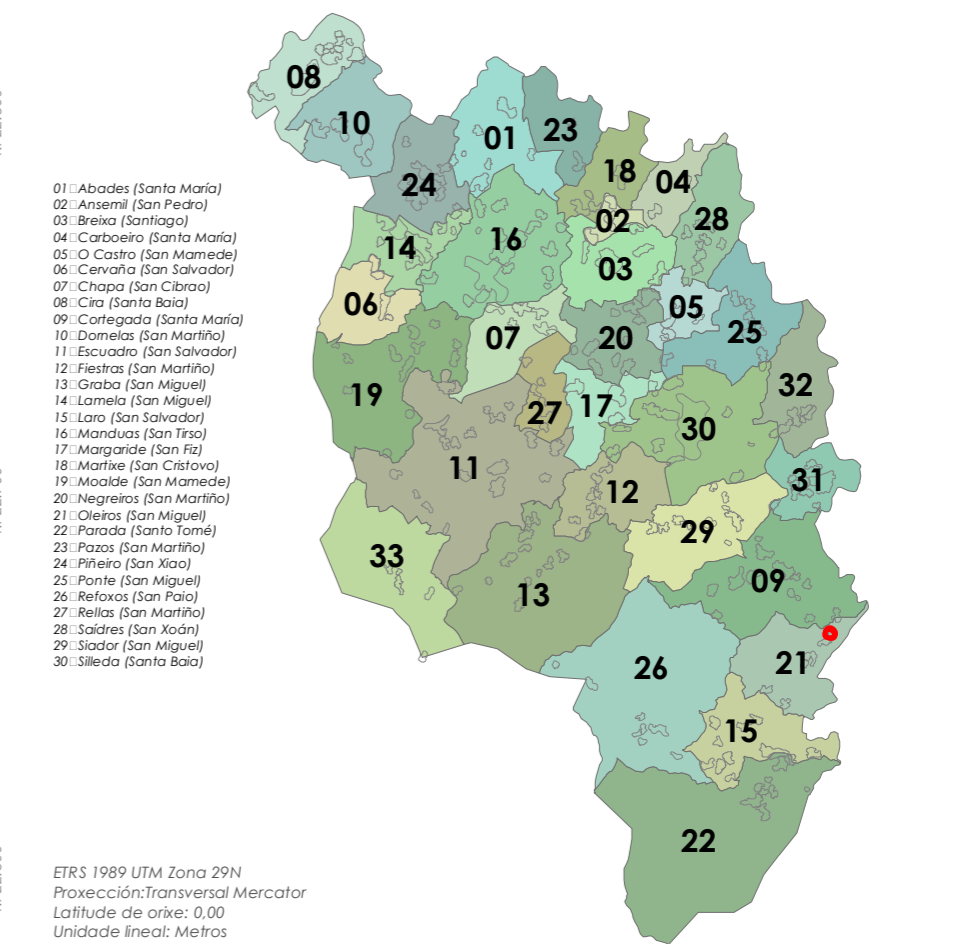 01 Abades (Santa María)
02 Ansemil (San Pedro)
03 Breixa (Santiago)
04 Carboeiro (Santa María)
05 O Castro (San Mamede)
06 Cervaña (San Salvador)
07 Chapa (San Cibrao)
08 Cira (Santa Baia)
09 Cortegada (Santa María)
10 Dornelas (San Martiño)
11 Escuadro (San Salvador)
12 Fiestras (San Martiño)
13 Graba (San Miguel)
14 Lamela (San Miguel)
15 Laro (San Salvador)
16 Manduas (San Tirso)
17 Margaride (San Fiz)
18 Martixe (San Cristovo)
19 Moalde (San Mamede)
20 Negreiros (San Martiño)
21 Oleiros (San Miguel)
22 Parada (Santo Tomé)
23 Pazos (San Martiño)
24 Piñeiro (San Xiao)
25 Ponte (San Miguel)
26 Refoxos (San Paio)
27 Rellas (San Martiño)
28 Saídres (San Xoán)
29 Siador (San Miguel)
30 Silleda (Santa Baia)
08
10
01
23
24
18
04
02
28
14
16
03
06
05
07
20
25
19
27
17
32
30
11
12
31
29
33
13
09
26
21
15
22
ETRS 1989 UTM Zona 29N
Proxección:Transversal Mercator
Latitude de orixe: 0,00
Unidade lineal: Metros